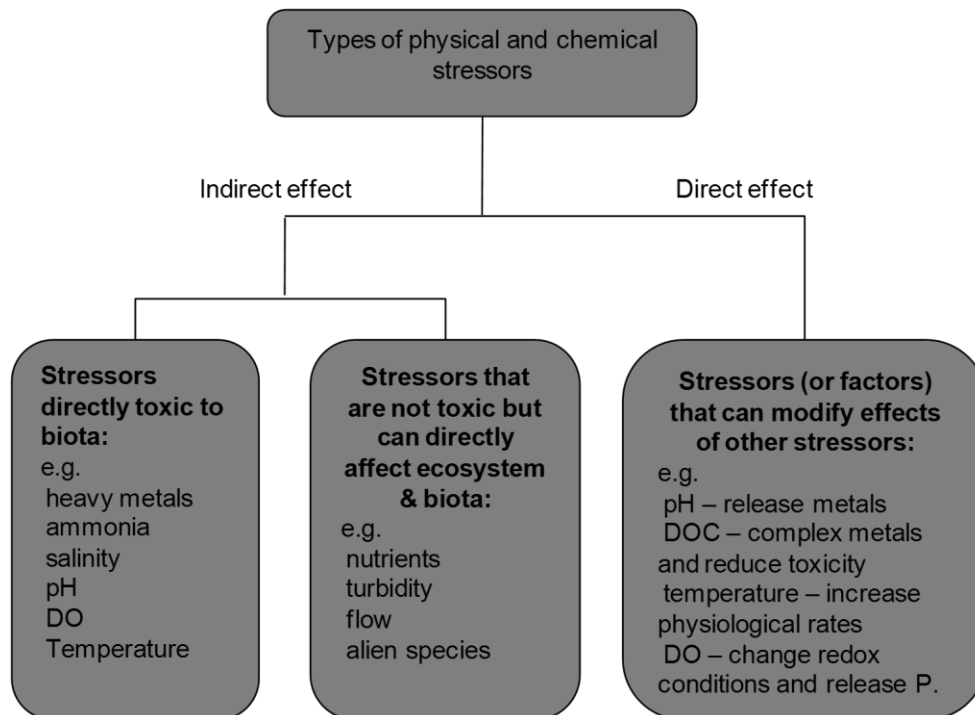 Types of physical and chemical
stressors
Indirect effect
Direct effect
Stressors
directly toxic to
biota:
e.g.
heavy metals
ammonia
salinity
pH
DO
Temperature
Stressors that
are not toxic but
can directly
affect ecosystem
& biota:
e.g.
nutrients
turbidity
flow
alien species
Stressors (or factors)
that can modify effects
of other stressors:
e.g.
pH – release metals
DOC – complex metals
and reduce toxicity
temperature – increase
physiological rates
DO – change redox
conditions and release P.